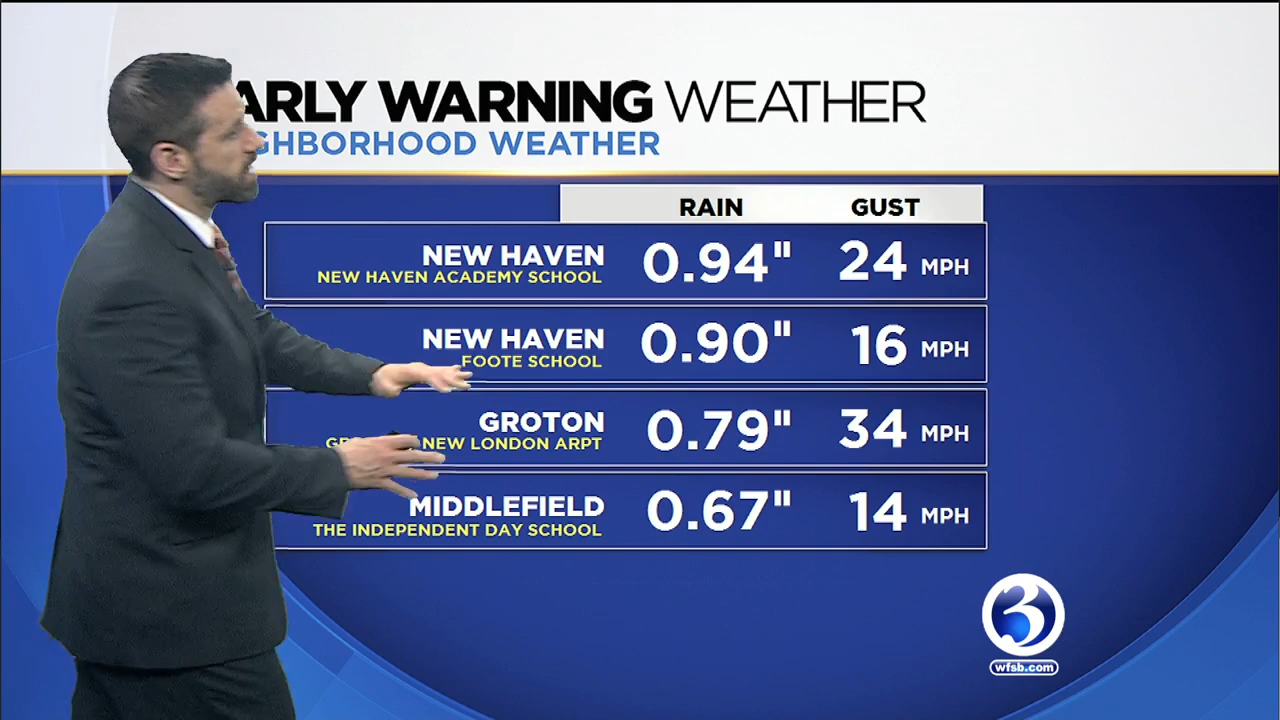 ARLY WARNING WEATHER
GHBORHOOD WEATHER
RAIN GUST
NEW HAVEN 0.94" 24 MPH
NEW HAVEN ACADEMY SCHOOL
NEW HAVEN 0.90" 16 MPH
FOOTE SCHOOL
GROTON 0.79" 34 MPH
NEW LONDON ARPT
MIDDLEFIELD 0.67" 14 MPH
THE INDEPENDENT DAY SCHOOL
3
wfsb.com